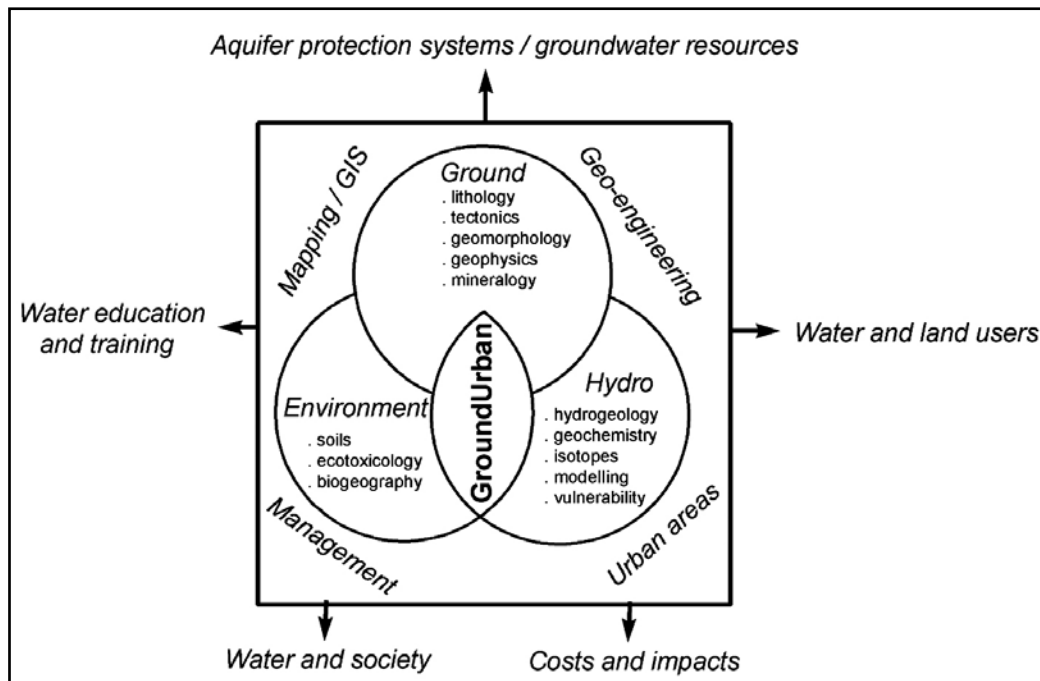 Aquifer protection systems / groundwater resources
Mapping / GIS
Geo-engineering
Ground
. lithology
. tectonics
. geomorphology
. geophysics
. mineralogy
Water education
and training
Water and land users
GroundUrban
Environment
. soils
. ecotoxicology
. biogeography
Hydro
. hydrogeology
. geochemistry
. isotopes
. modelling
. vulnerability
Management
Urban areas
Water and society
Costs and impacts